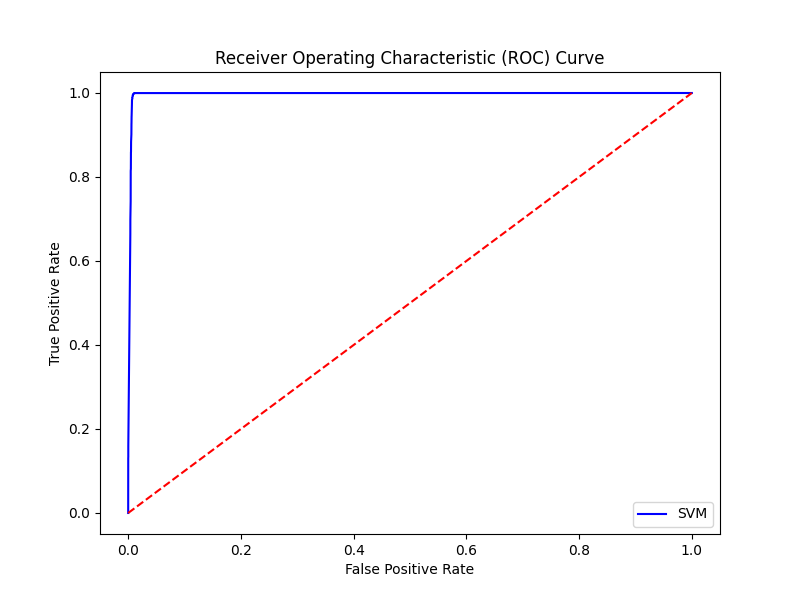 Receiver Operating Characteristic (ROC) Curve
1.0
0.8
0.6
0.4
0.2
0.0
True Positive Rate
0.0 0.2 0.4 0.6 0.8 1.0
False Positive Rate
SVM